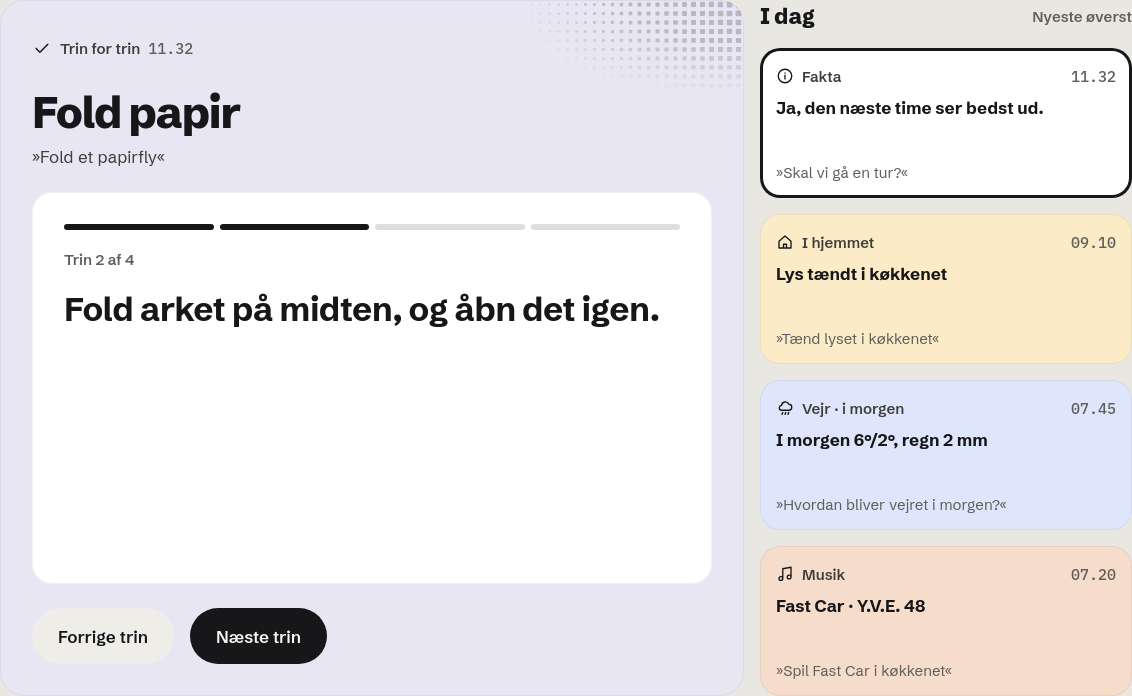 Trin for trin 11.32
Fold papir
»Fold et papirfly«
Trin 2 af 4
Fold arket på midten, og åbn det igen.
Forrige trin
Næste trin
I dag
Nyeste øverst
Fakta
11.32
Ja, den næste time ser bedst ud.
»Skal vi gå en tur?«
I hjemmet
09.10
Lys tændt i køkkenet
»Tænd lyset i køkkenet«
Vejr · i morgen
07.45
I morgen 6°/2°, regn 2 mm
»Hvordan bliver vejret i morgen?«
Musik
07.20
Fast Car · Y.V.E. 48
»Spil Fast Car i køkkenet«